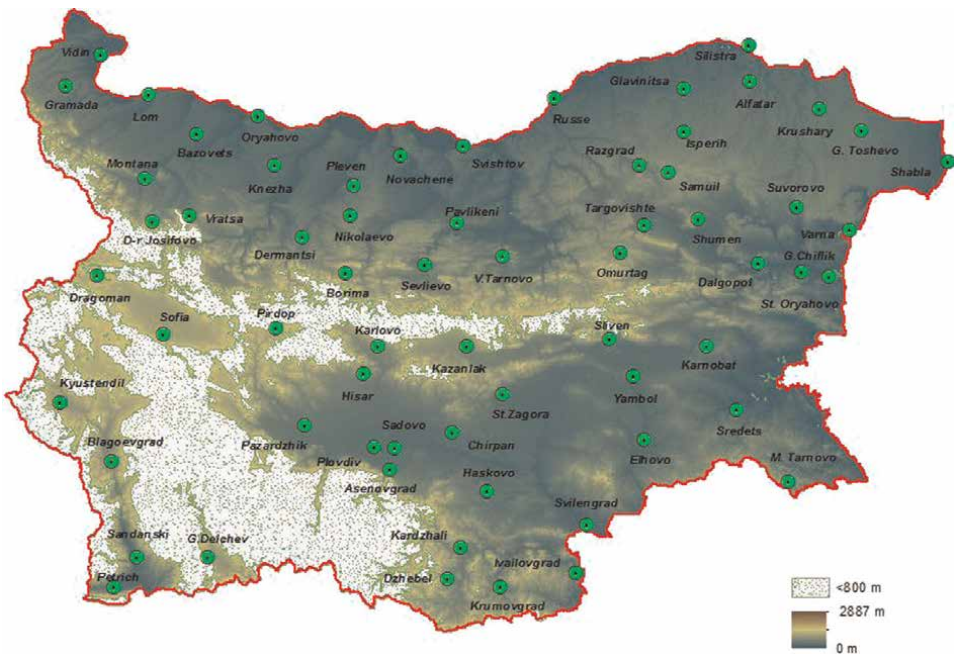 Vidin
Silistra
Gramada
Glavinitsa
Alfatar
Lom
Russe
Krushary
Oryahovo
Bazovets
Isperih
G. Toshevo
Montana
Knezha
Pleven
Novachene
Svishtov
Razgrad
Samuil
Suvorovo
Shabla
Vratsa
Pavlikeni
Targovishte
D-r Josifovo
Nikolaevo
Shumen
Varna
Dermantsi
G.Chiflik
Borima
Sevlievo
V.Tarnovo
Omurtag
Dalgopol
Dragoman
St. Oryahovo
Sofia
Pirdop
Karlovo
Sliven
Kazanlak
Karnobat
Kyustendil
Hisar
Yambol
St.Zagora
Sredets
Blagoevgrad
Pazardzhik
Sadovo
Chirpan
Plovdiv
Elhovo
M. Tarnovo
Asenovgrad
Haskovo
Svilengrad
Sandanski
G.Delchev
Kardzhali
Ivailovgrad
Petrich
Dzhebel
Krumovgrad
<800 m
2887 m
0 m